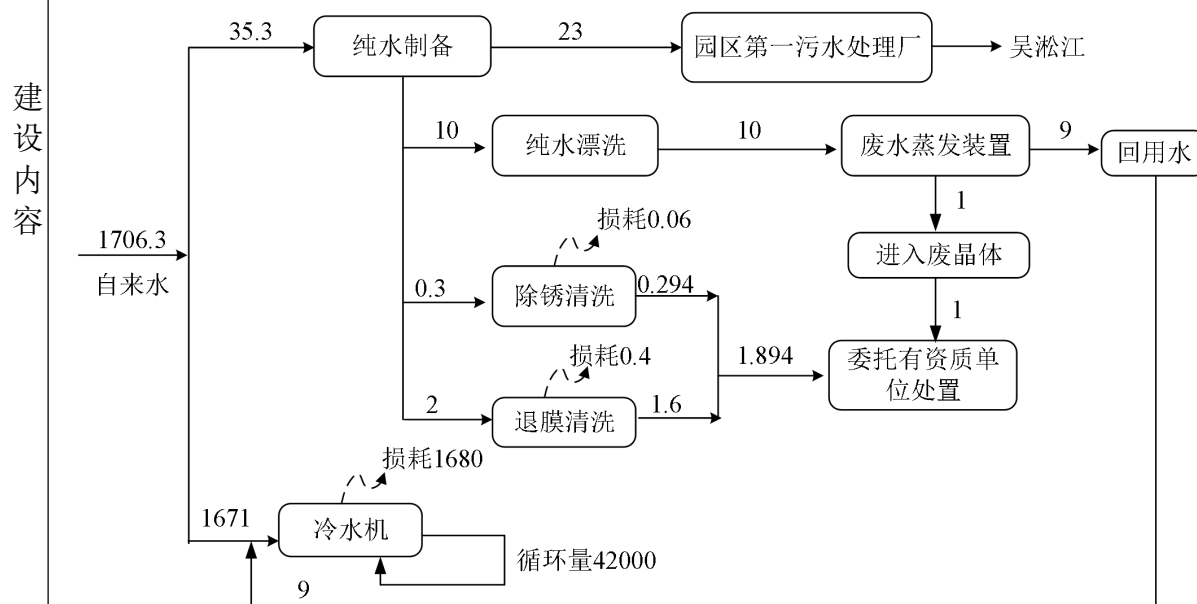 建设内容
35.3
纯水制备
23
园区第一污水处理厂
吴淞江
10
纯水漂洗
10
废水蒸发装置
9
回用水
1
损耗0.06
进入废晶体
1706.3
自来水
0.3
除锈清洗
0.294
1
损耗0.4
1.894
委托有资质单
位处置
2
退膜清洗
1.6
损耗1680
1671
冷水机
循环量42000
9